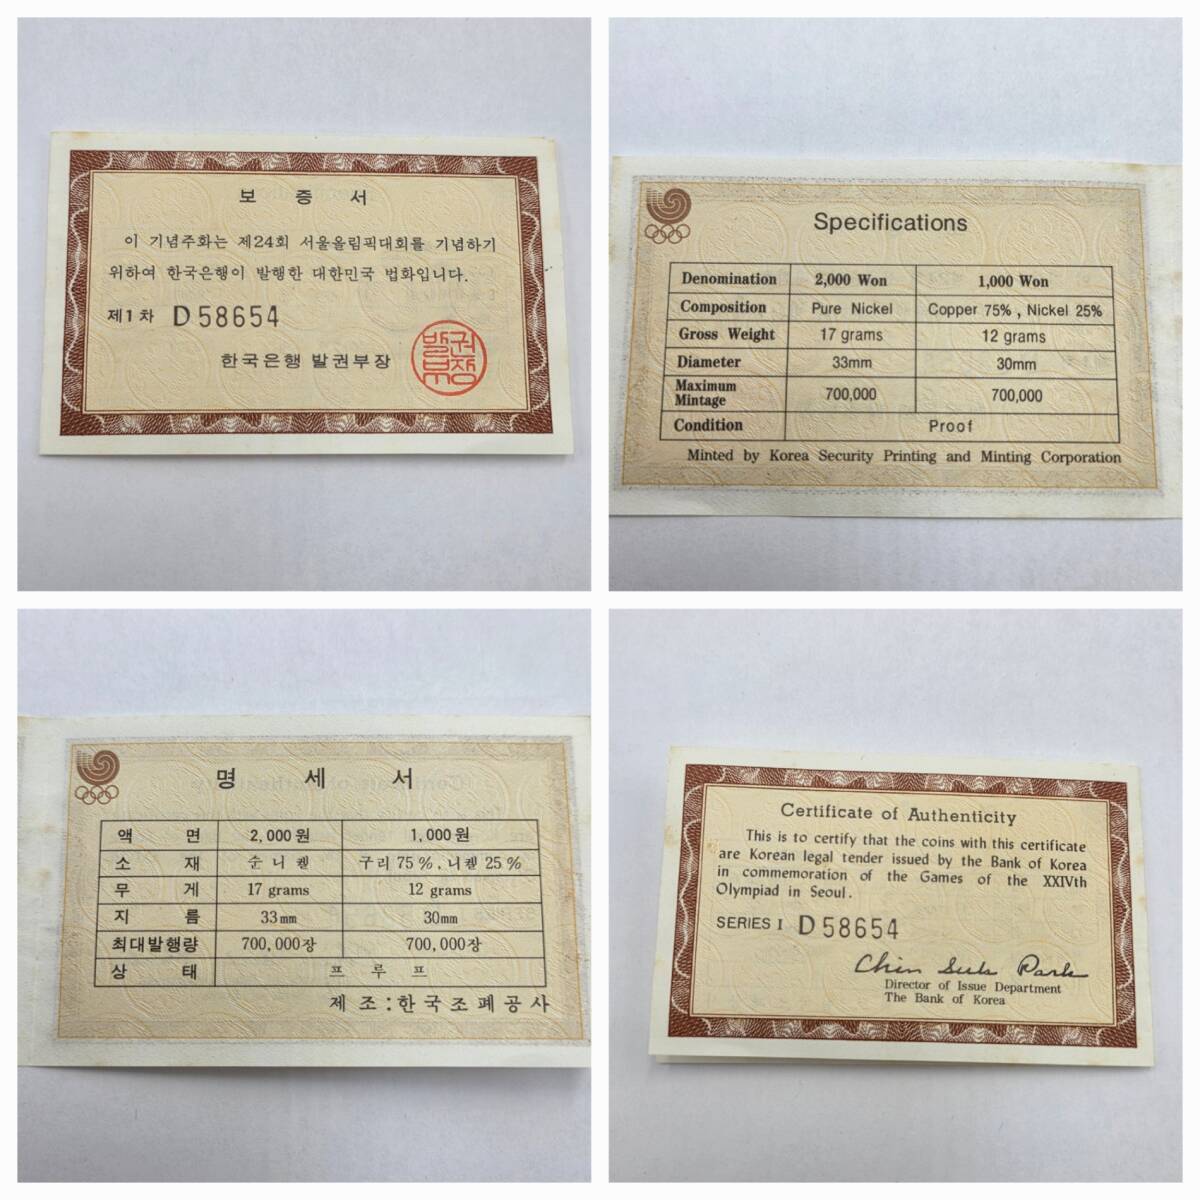 보 증 서
이 기념주화는 제24회 서울올림픽대회를 기념하기
위하여 한국은행이 발행한 대한민국 법화입니다.
제1차 D58654
한국은행 발권부장
Specifications
Denomination 2,000 Won 1,000 Won
Composition Pure Nickel Copper 75% , Nickel 25%
Gross Weight 17 grams 12 grams
Diameter 33mm 30mm
Maximum
Mintage 700,000 700,000
Condition Proof
Minted by Korea Security Printing and Minting Corporation
명 세 서
액 면 2,000원 1,000원
소 재 순니켈 구리 75%, 니켈 25%
무 게 17 grams 12 grams
지 름 33mm 30mm
최대발행량 700,000장 700,000장
상 태 프 루 프
제 조 : 한국조폐공사
Certificate of Authenticity
This is to certify that the coins with this certificate
are Korean legal tender issued by the Bank of Korea
in commemoration of the Games of the XXIVth
Olympiad in Seoul.
SERIES I D58654
Chin Suk Park
Director of Issue Department
The Bank of Korea